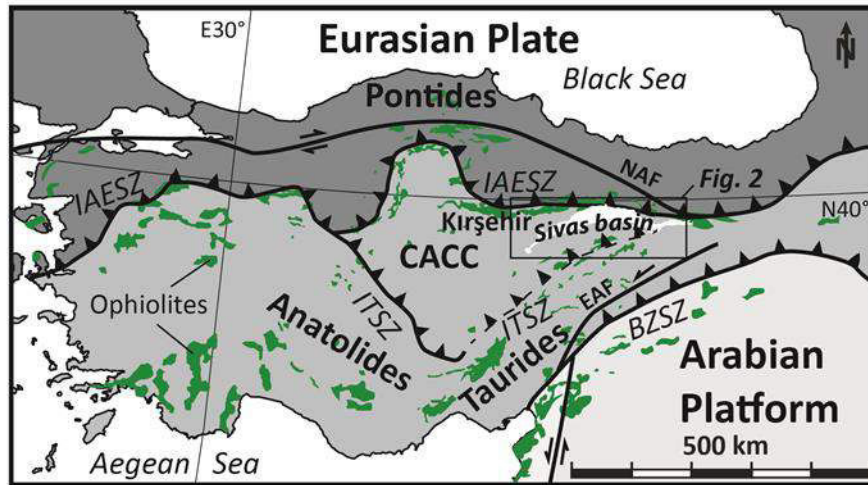 E30°
Eurasian Plate
N
Black Sea
Pontides
NAF
IAESZ
IAESZ
Fig. 2
N40°
Kırşehir
Sivas basin.
CACC
Ophiolites
ITSZ
EAF
Anatolides
ITSZ
BZSZ
Taurides
Arabian
Platform
500 km
Aegean Sea